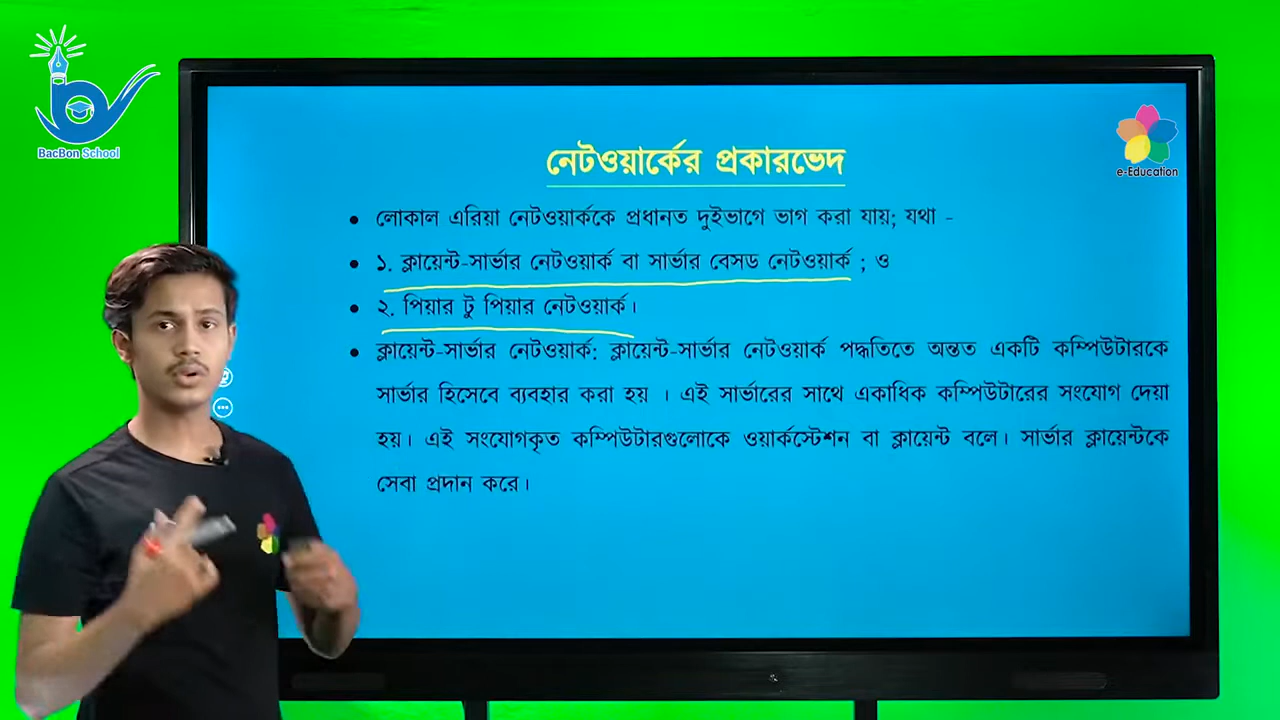 BacBon School
e-Education
নেটওয়ার্কের প্রকারভেদ
• লোকাল এরিয়া নেটওয়ার্ককে প্রধানত দুইভাগে ভাগ করা যায়; যথা -
• ১. ক্লায়েন্ট-সার্ভার নেটওয়ার্ক বা সার্ভার বেসড নেটওয়ার্ক ; ও
• ২. পিয়ার টু পিয়ার নেটওয়ার্ক।
• ক্লায়েন্ট-সার্ভার নেটওয়ার্ক: ক্লায়েন্ট-সার্ভার নেটওয়ার্ক পদ্ধতিতে অন্তত একটি কম্পিউটারকে
সার্ভার হিসেবে ব্যবহার করা হয় । এই সার্ভারের সাথে একাধিক কম্পিউটারের সংযোগ দেয়া
হয়। এই সংযোগকৃত কম্পিউটারগুলোকে ওয়ার্কস্টেশন বা ক্লায়েন্ট বলে। সার্ভার ক্লায়েন্টকে
সেবা প্রদান করে।